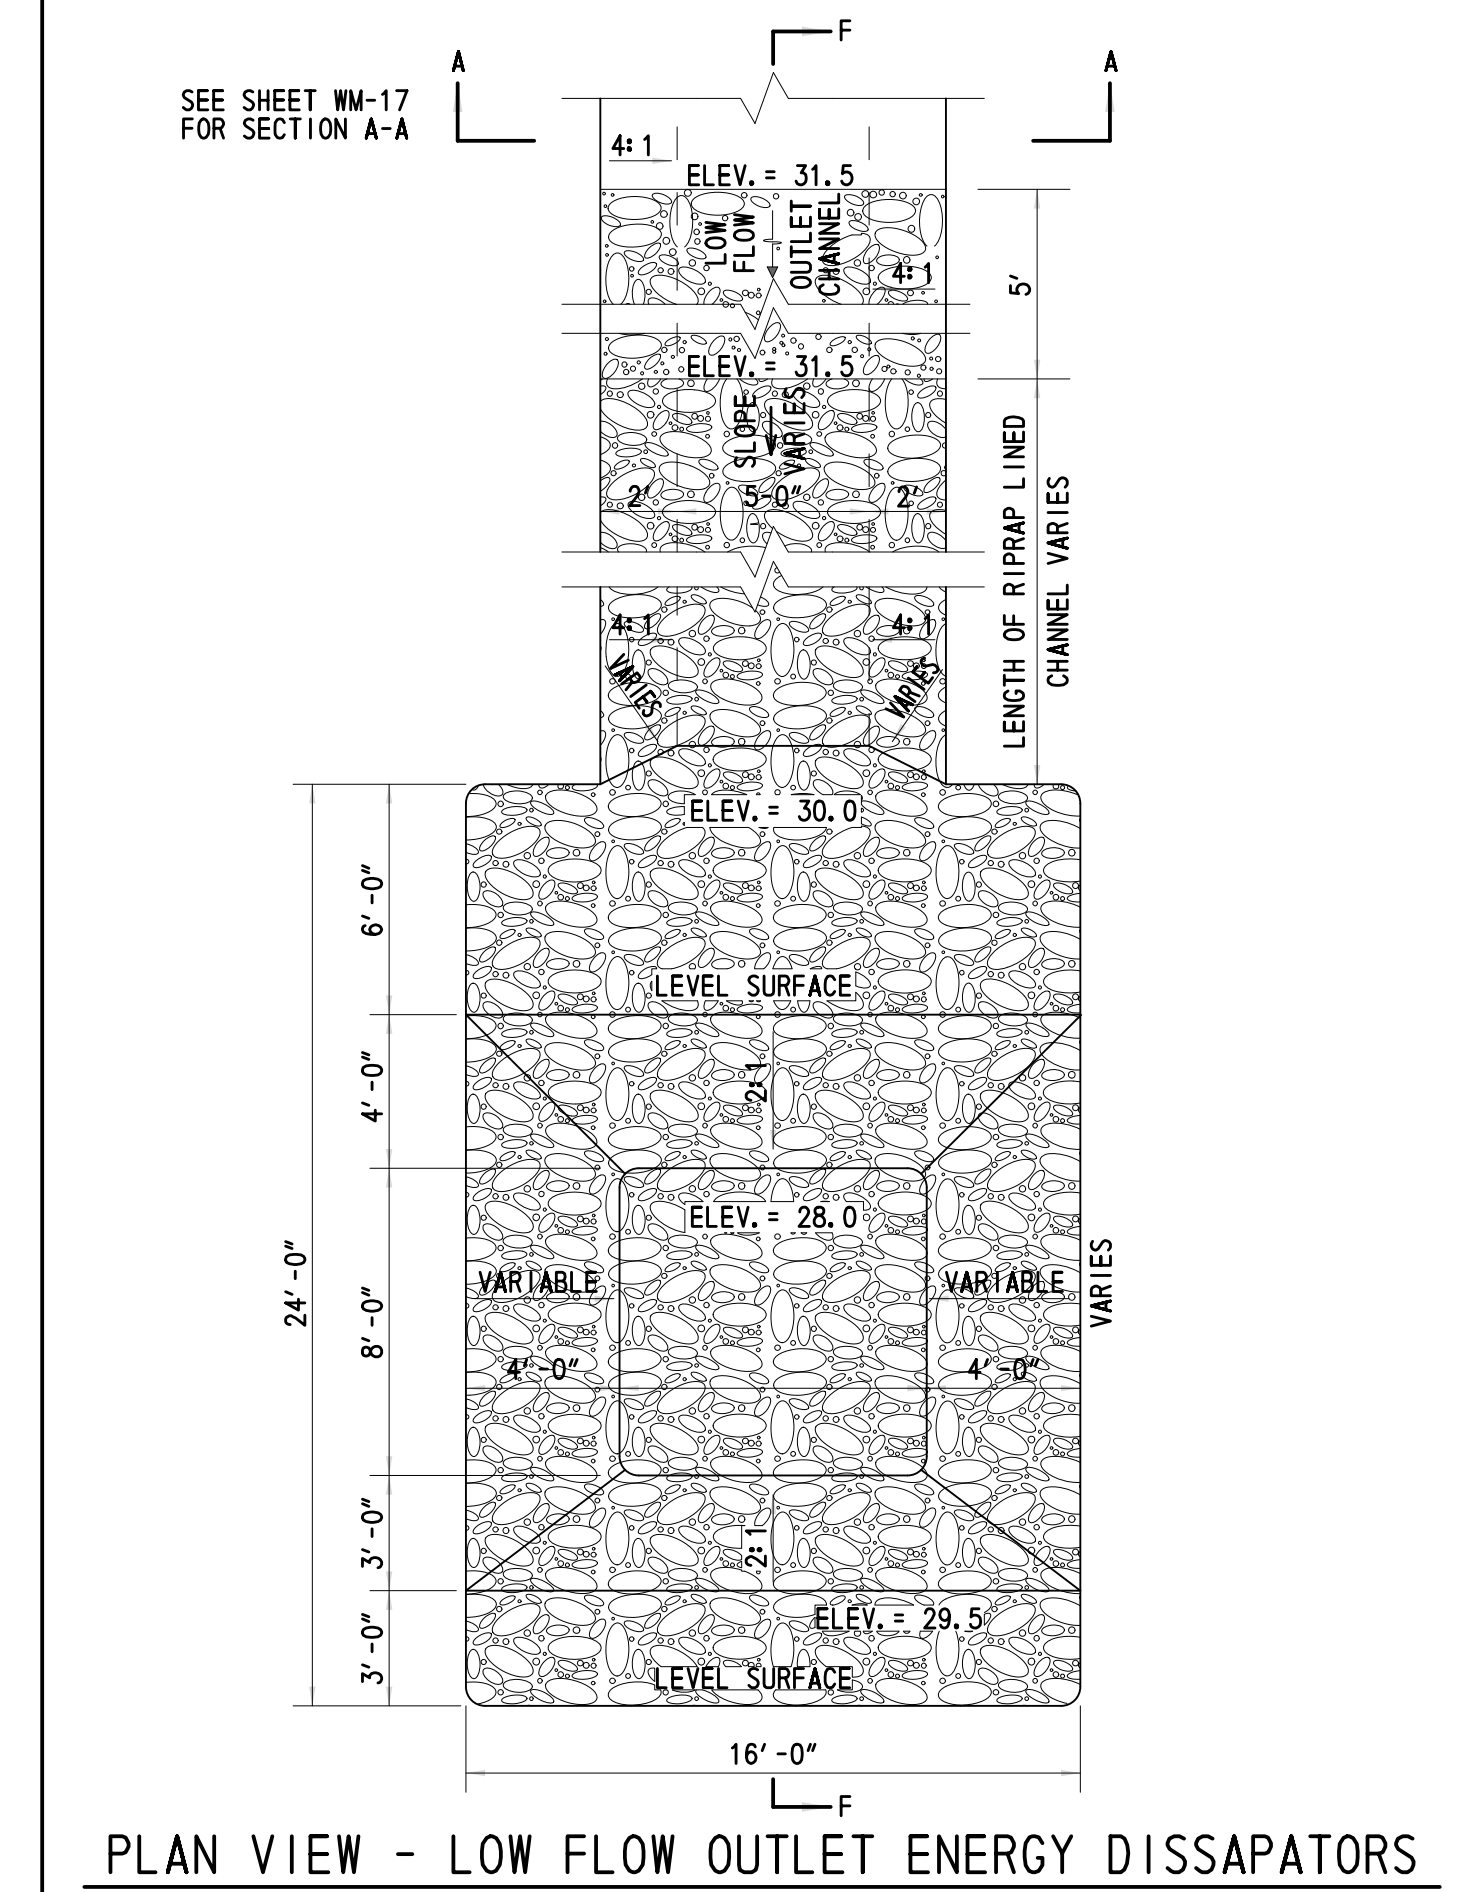 F
A
A
SEE SHEET WM-17
FOR SECTION A-A
4:1
ELEV. = 31.5
LOW
FLOW
OUTLET
CHANNEL
4:1
5'
ELEV. = 31.5
SLOPE
VARIES
2'
5-0"
2'
LENGTH OF RIPRAP LINED
CHANNEL VARIES
4:1
4:1
VARIES
VARIES
ELEV. = 30.0
6'-0"
LEVEL SURFACE
4'-0"
2:1
ELEV. = 28.0
24'-0"
8'-0"
VARIABLE
VARIABLE
VARIES
4'-0"
4'-0"
3'-0"
2:1
3'-0"
ELEV. = 29.5
LEVEL SURFACE
16'-0"
F
PLAN VIEW - LOW FLOW OUTLET ENERGY DISSAPATORS